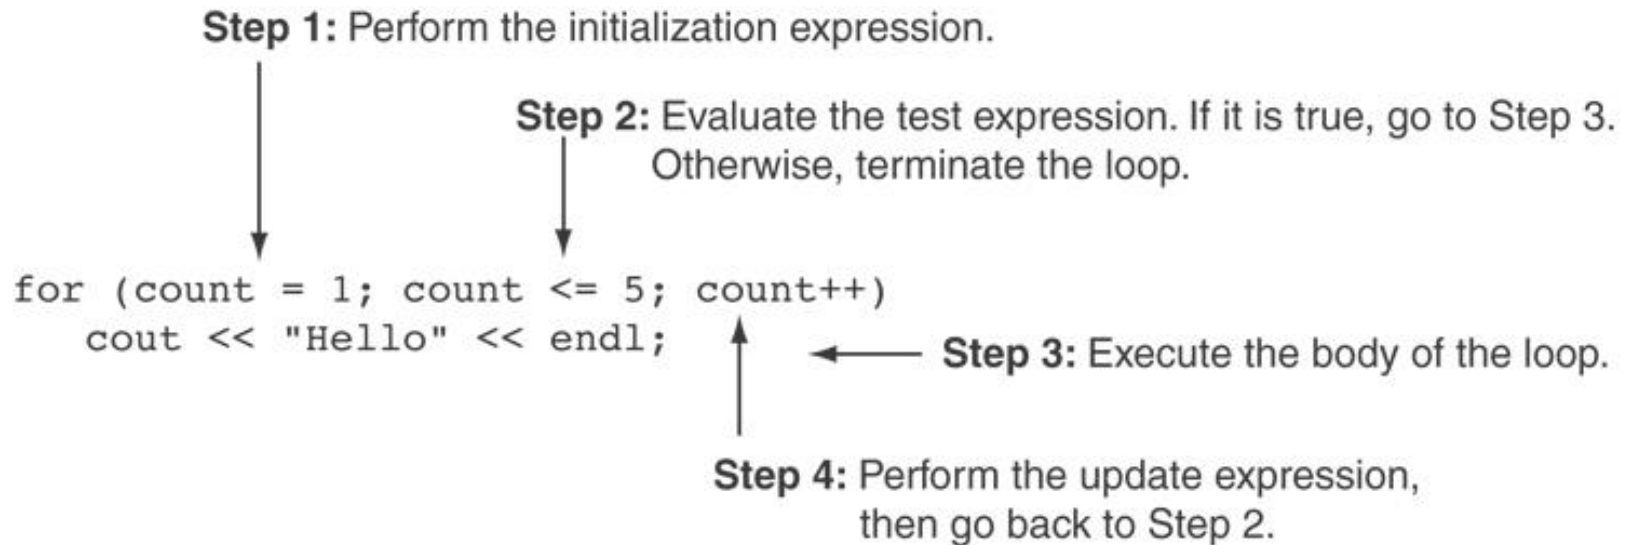 Step 1: Perform the initialization expression.
Step 2: Evaluate the test expression. If it is true, go to Step 3.
Otherwise, terminate the loop.
for (count = 1; count <= 5; count++)
cout << "Hello" << endl;
Step 3: Execute the body of the loop.
Step 4: Perform the update expression,
then go back to Step 2.